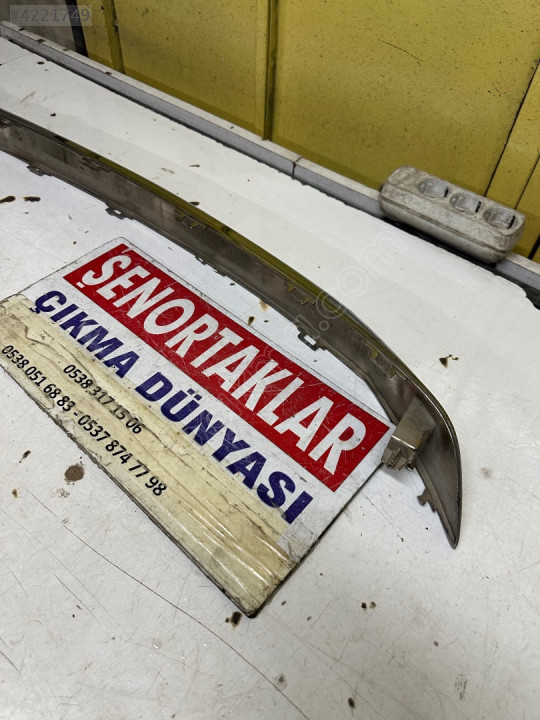 #4221749
ŞENORTAKLAR
ÇIKMA DÜNYASI
0538 317 15 06
0538 051 68 83 - 0537 874 77 98